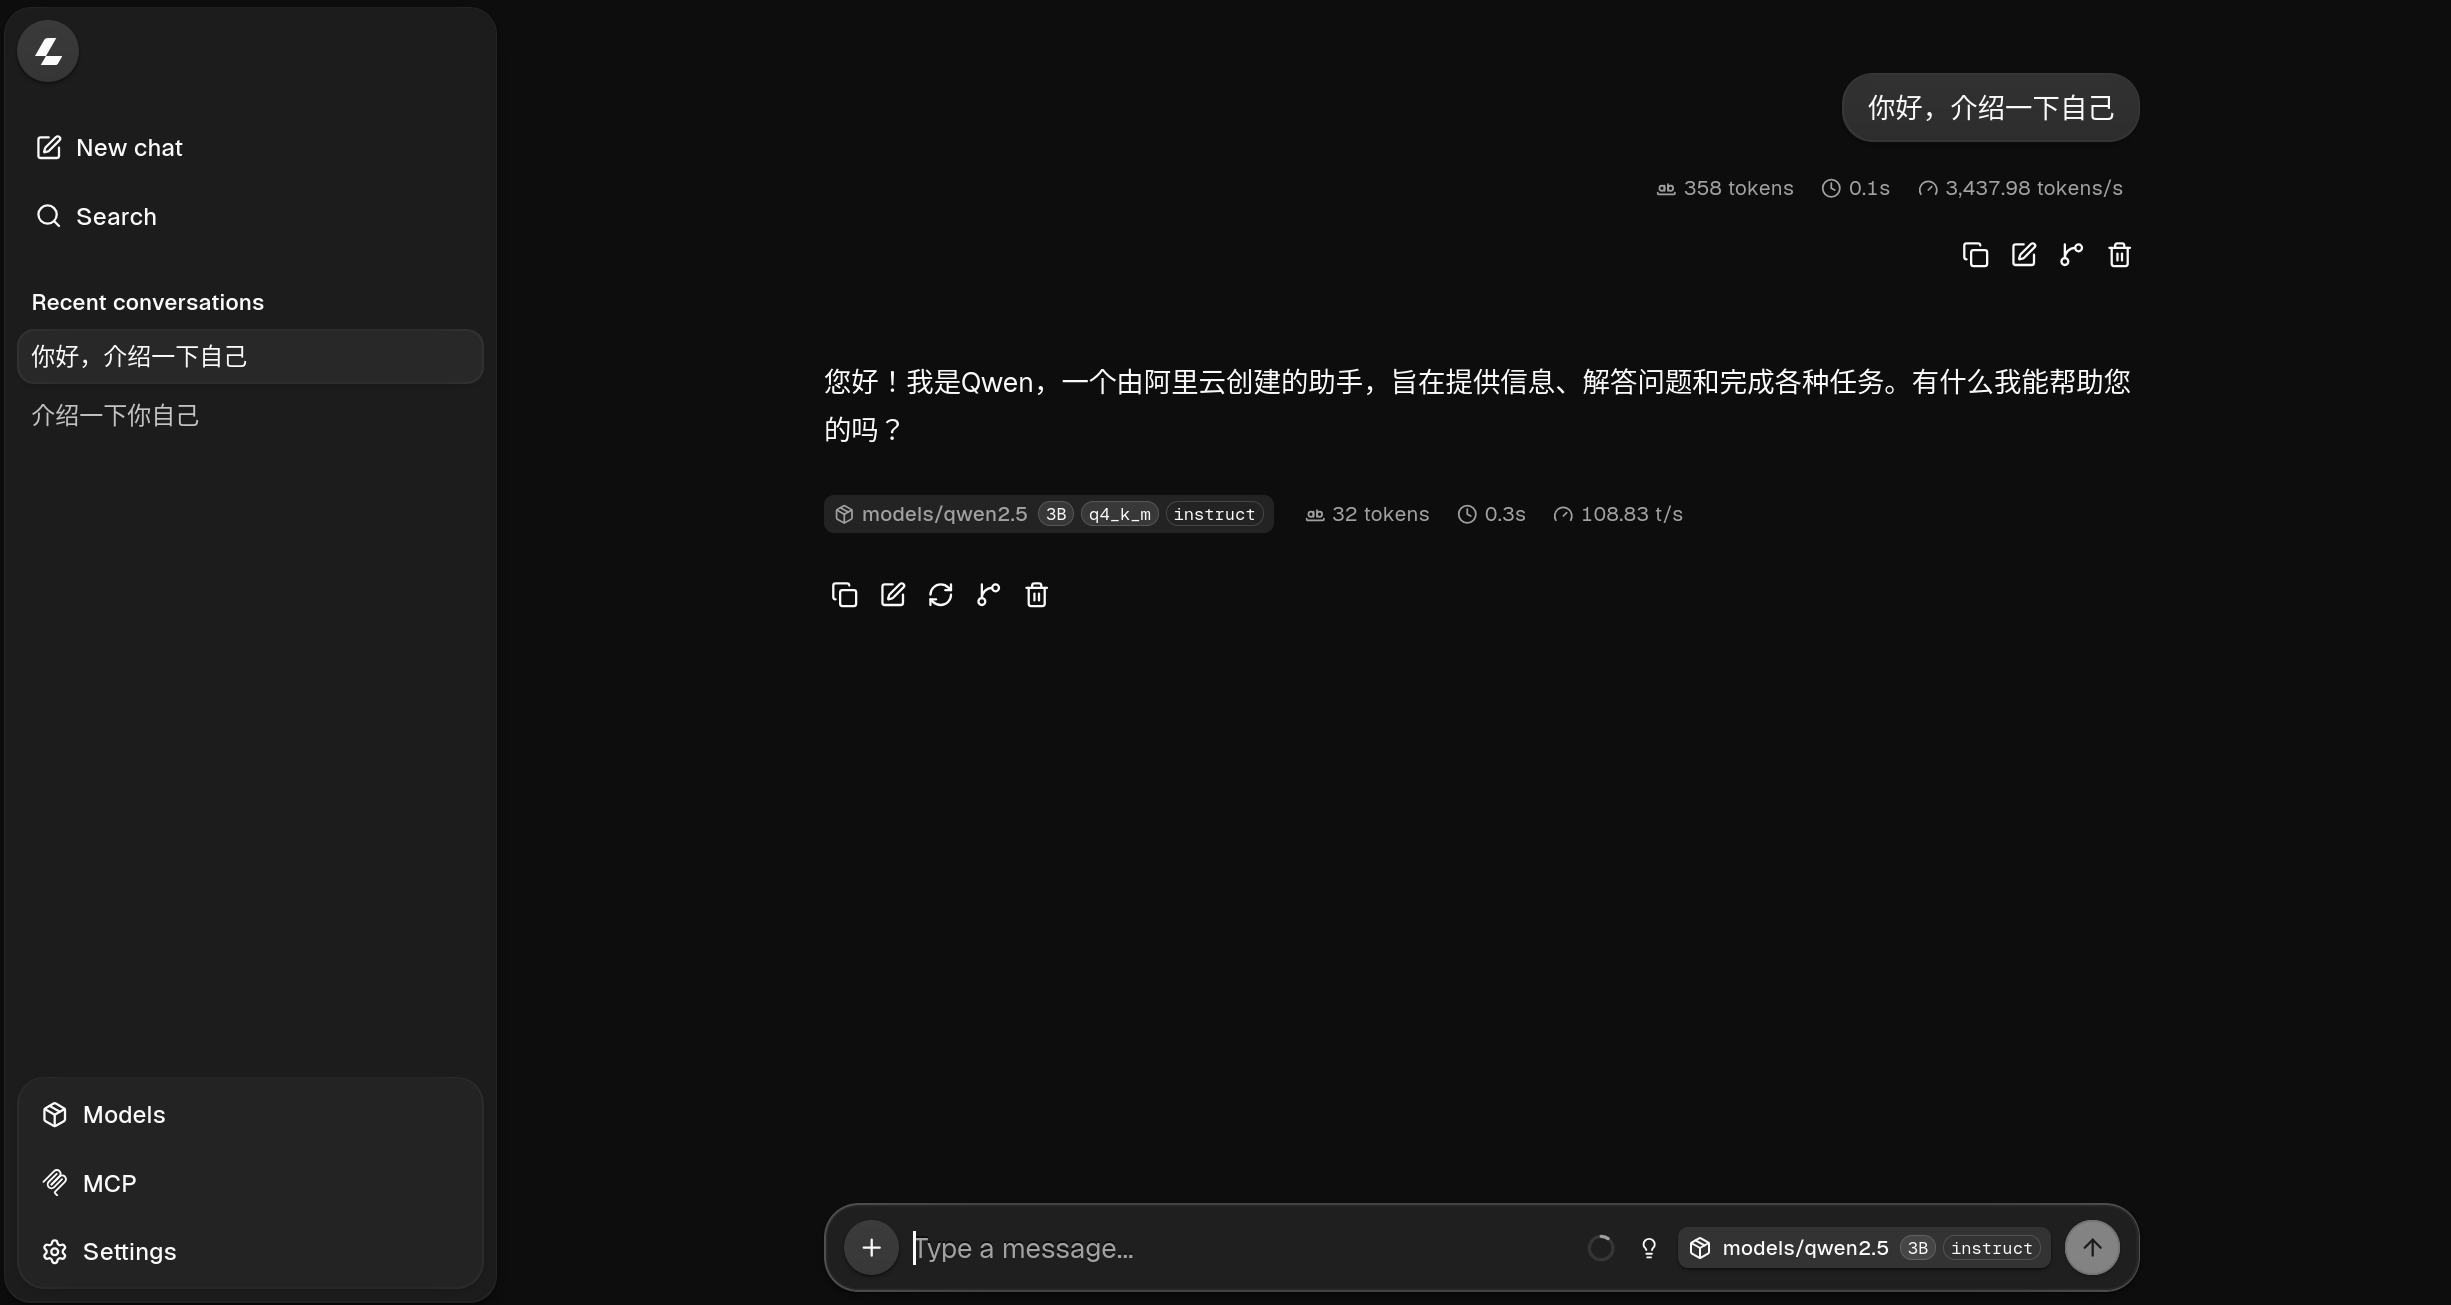 New chat
Search
Recent conversations
你好，介绍一下自己
介绍一下你自己
Models
MCP
Settings
你好，介绍一下自己
358 tokens 0.1s 3,437.98 tokens/s
您好！我是Qwen，一个由阿里云创建的助手，旨在提供信息、解答问题和完成各种任务。有什么我能帮助您
的吗？
models/qwen2.5 3B q4_k_m instruct 32 tokens 0.3s 108.83 t/s
Type a message...
models/qwen2.5 3B instruct